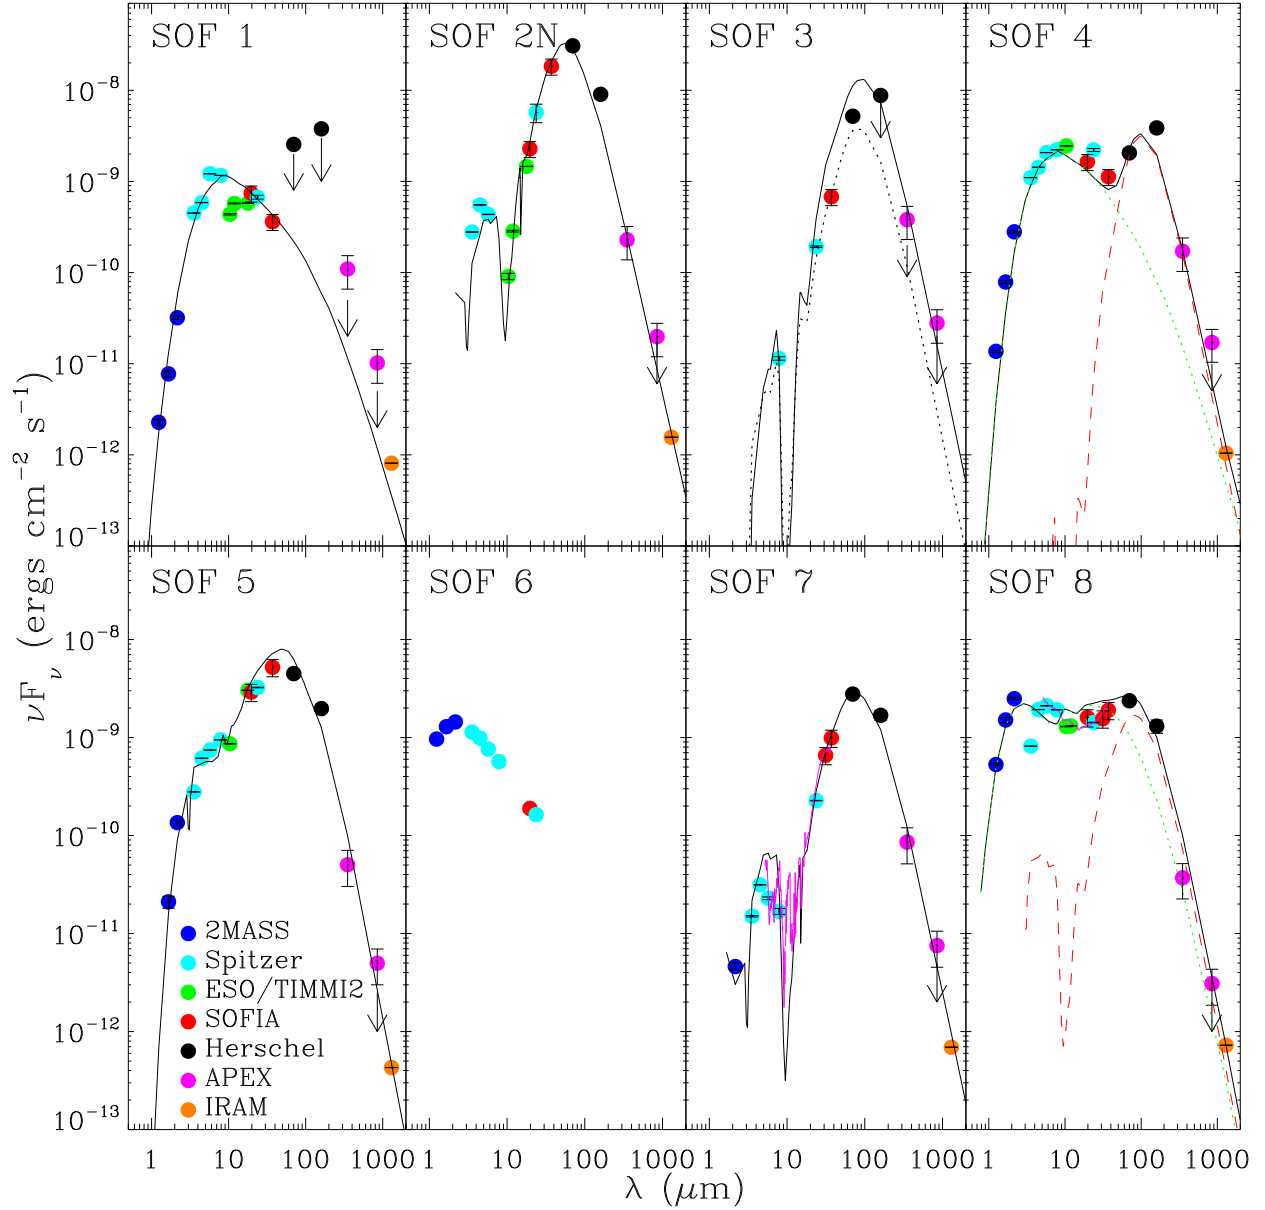 SOF 1
SOF 2N
SOF 3
SOF 4
10⁻⁸
10⁻⁹
10⁻¹⁰
10⁻¹¹
10⁻¹²
10⁻¹³
SOF 5
SOF 6
SOF 7
SOF 8
10⁻⁸
10⁻⁹
10⁻¹⁰
10⁻¹¹
10⁻¹²
10⁻¹³
νFν (ergs cm⁻² s⁻¹)
2MASS
Spitzer
ESO/TIMMI2
SOFIA
Herschel
APEX
IRAM
1 10 100 1000 1 10 100 1000 1 10 100 1000 1 10 100 1000
λ (μm)